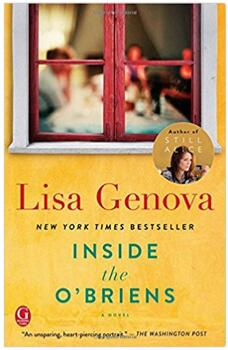 Author of
STILL
ALICE
Lisa Genova
NEW YORK TIMES BESTSELLER
INSIDE
the
O'BRIENS
A NOVEL
G
"An unsparing, heart-piercing portrait." —THE WASHINGTON POST